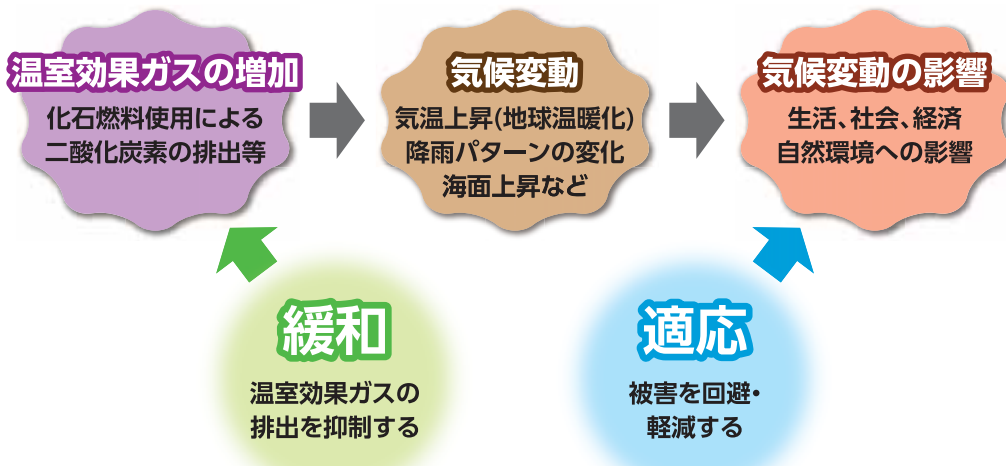 温室効果ガスの増加
化石燃料使用による
二酸化炭素の排出等
気候変動
気温上昇(地球温暖化)
降雨パターンの変化
海面上昇など
気候変動の影響
生活、社会、経済
自然環境への影響
緩和
温室効果ガスの
排出を抑制する
適応
被害を回避・
軽減する